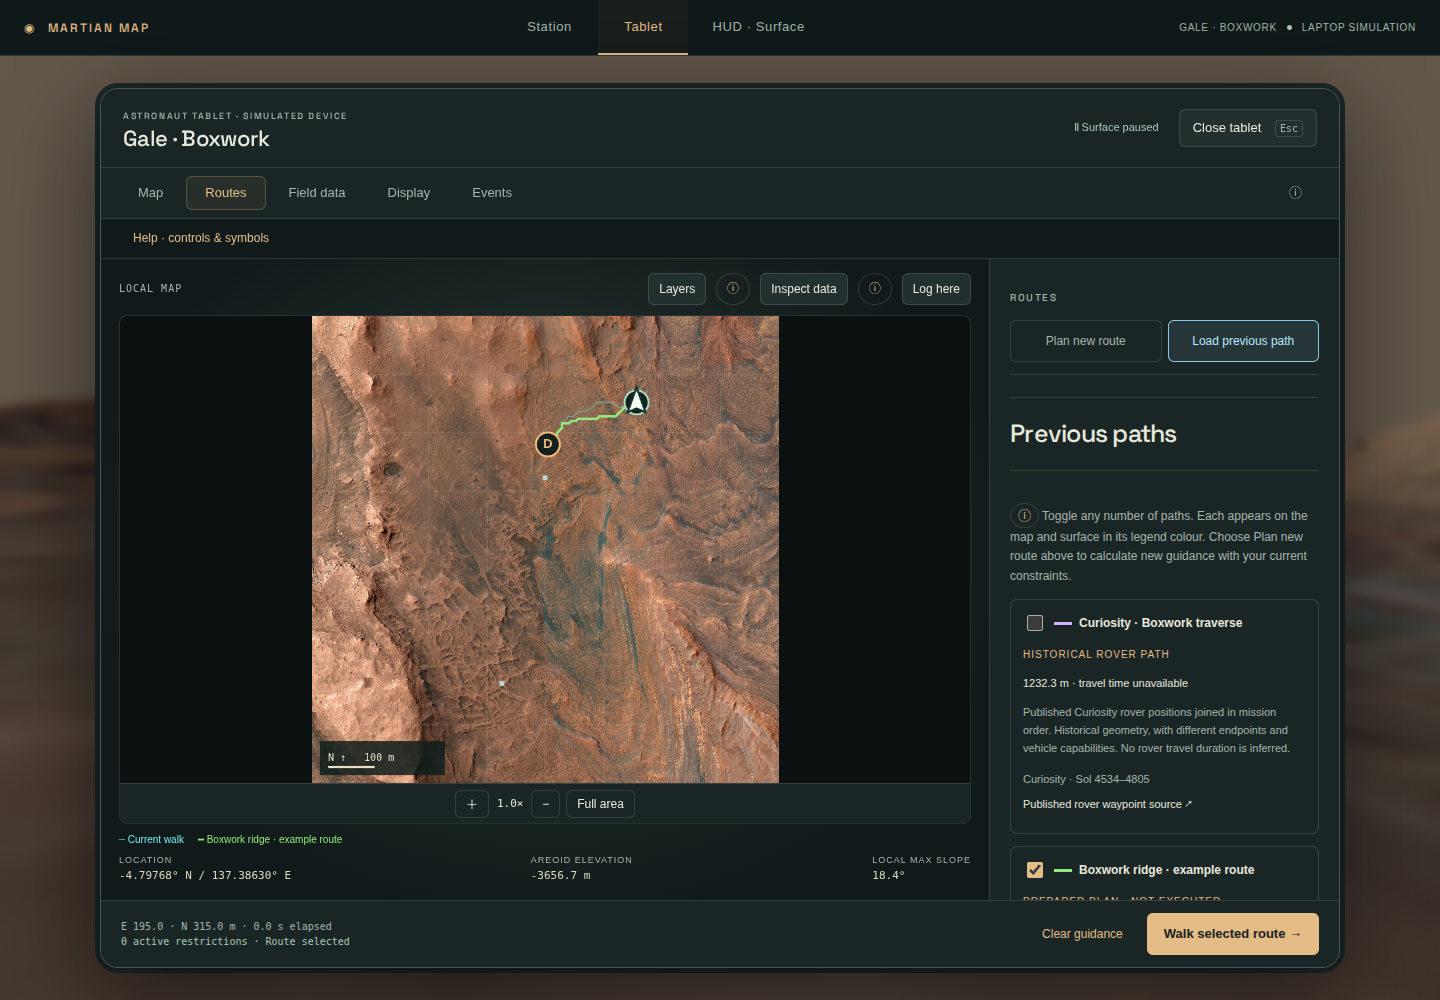 ◉ MARTIAN MAP
Station
Tablet
HUD · Surface
GALE · BOXWORK ● LAPTOP SIMULATION
ASTRONAUT TABLET · SIMULATED DEVICE
Gale · Boxwork
Ⅱ Surface paused
Close tablet Esc
Map
Routes
Field data
Display
Events
ⓘ
Help · controls & symbols
LOCAL MAP
Layers
ⓘ
Inspect data
ⓘ
Log here
D
N ↑ 100 m
+ 1.0× −
Full area
─ Current walk
━ Boxwork ridge · example route
LOCATION
-4.79768° N / 137.38630° E
AREOID ELEVATION
-3656.7 m
LOCAL MAX SLOPE
18.4°
ROUTES
Plan new route
Load previous path
Previous paths
ⓘ Toggle any number of paths. Each appears on the
map and surface in its legend colour. Choose Plan new
route above to calculate new guidance with your current
constraints.
Curiosity · Boxwork traverse
HISTORICAL ROVER PATH
1232.3 m · travel time unavailable
Published Curiosity rover positions joined in mission
order. Historical geometry, with different endpoints and
vehicle capabilities. No rover travel duration is inferred.
Curiosity · Sol 4534–4805
Published rover waypoint source ↗
Boxwork ridge · example route
PREPARED PLAN · NOT EXECUTED
E 195.0 · N 315.0 m · 0.0 s elapsed
0 active restrictions · Route selected
Clear guidance
Walk selected route →